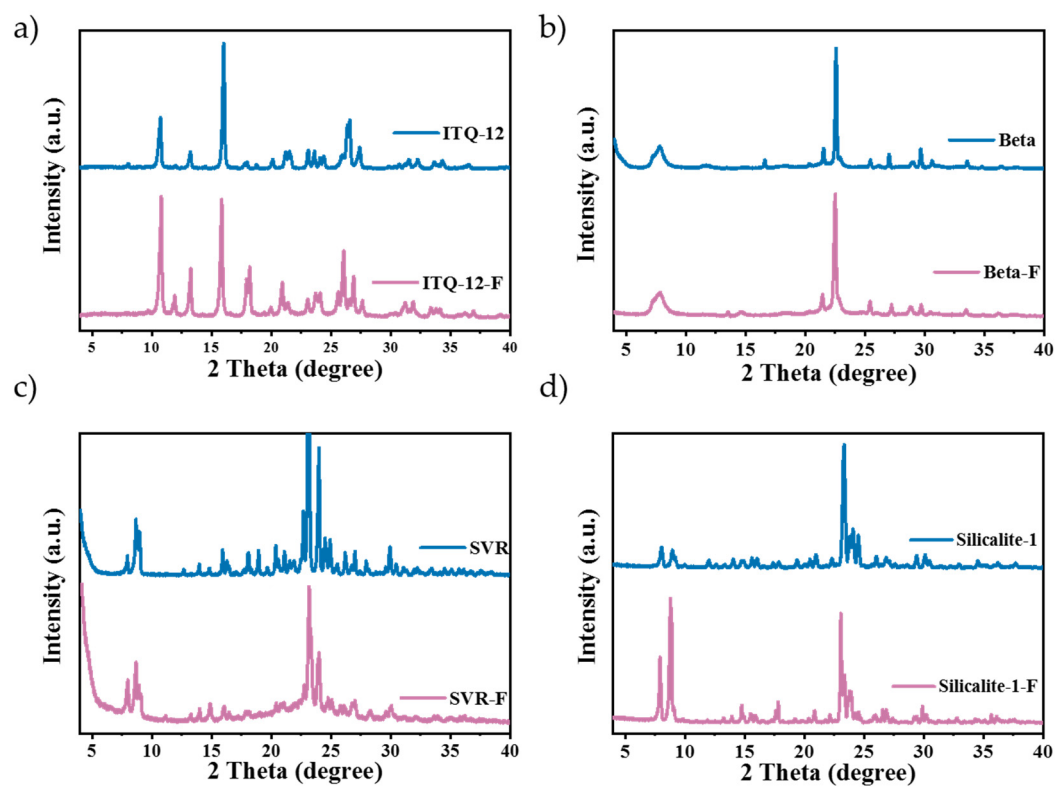 a)
Intensity (a.u.)
ITQ-12
ITQ-12-F
5 10 15 20 25 30 35 40
2 Theta (degree)
b)
Intensity (a.u.)
Beta
Beta-F
5 10 15 20 25 30 35 40
2 Theta (degree)
c)
Intensity (a.u.)
SVR
SVR-F
5 10 15 20 25 30 35 40
2 Theta (degree)
d)
Intensity (a.u.)
Silicalite-1
Silicalite-1-F
5 10 15 20 25 30 35 40
2 Theta (degree)